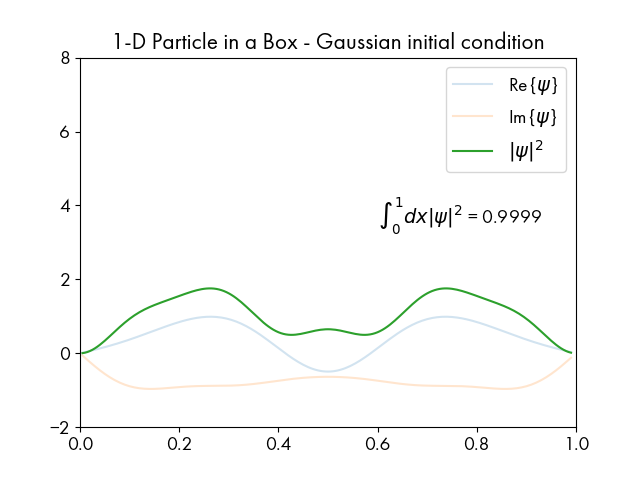 1-D Particle in a Box - Gaussian initial condition
8
6
4
2
0
−2
0.0
0.2
0.4
0.6
0.8
1.0
Re{ψ}
Im{ψ}
|ψ|²
∫₀¹dx|ψ|² = 0.9999